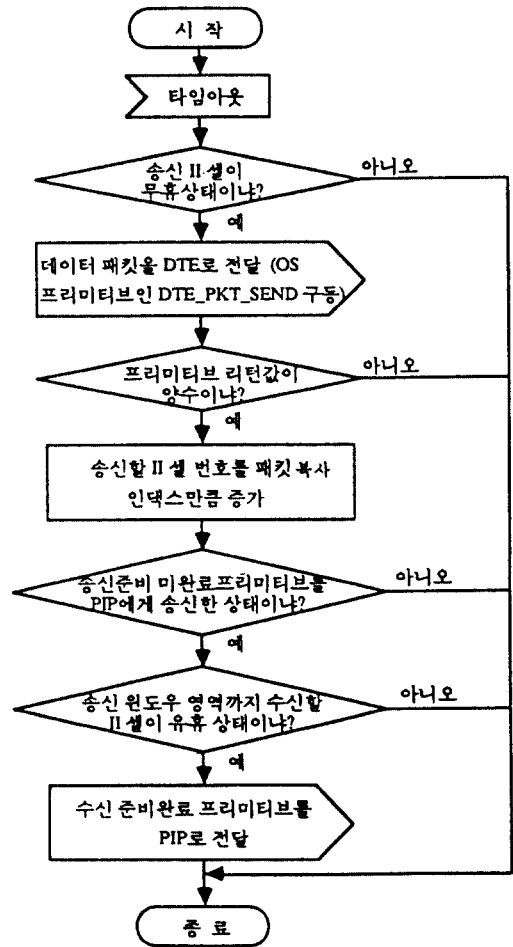 시 작
타임아웃
송신 II 셀이
무휴상태이냐?
아니오
예
데이터 패킷을 DTE로 전달 (OS
프리미티브인 DTE_PKT_SEND 구동)
프리미티브 리턴값이
양수이냐?
아니오
예
송신할 II 셀 번호를 패킷 복사
인댁스만큼 증가
송신준비 미완료프리미티브를
PIP에게 송신한 상태이냐?
아니오
예
송신 윈도우 영역까지 수신할
II 셀이 유휴 상태이냐?
아니오
예
수신 준비완료 프리미티브를
PIP로 전달
종 료